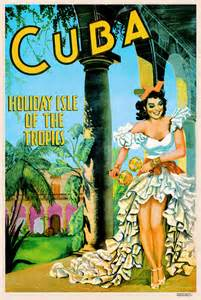 CUBA
HOLIDAY ISLE OF THE
TROPICS